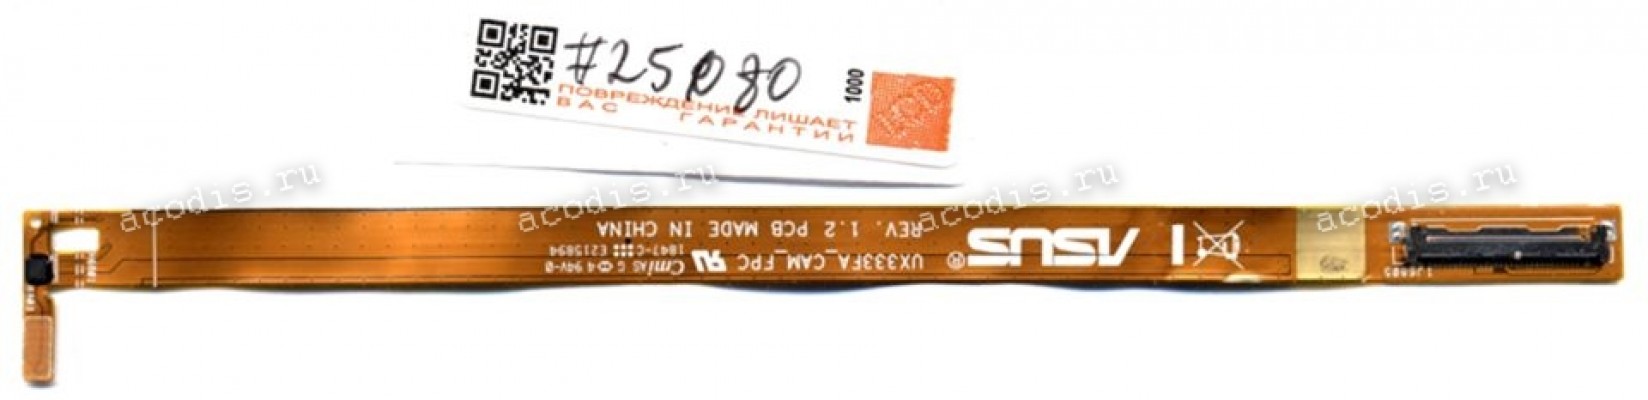 #25080
1000
ПОВРЕЖДЕНИЕ ЛИШАЕТ
ВАС ГАРАНТИИ
acodis.ru acodis.ru acodis.ru acodis.ru
ASUS®
UX333FA_CAM_FPC
REV. 1.2 PCB MADE IN CHINA
94V-0
1847-C E215894